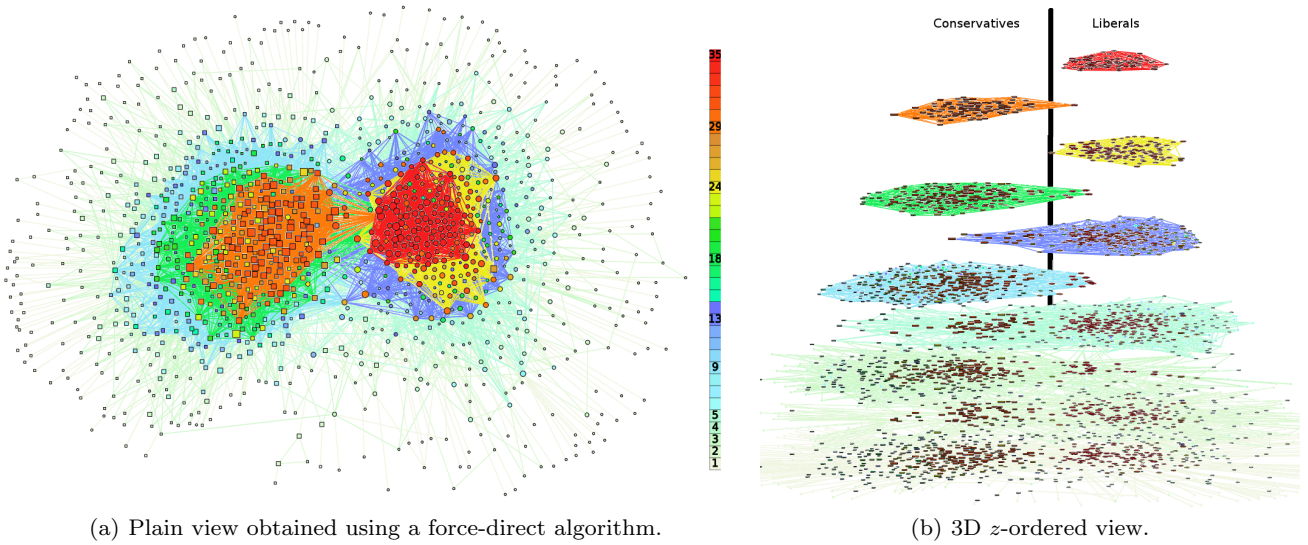 Conservatives
Liberals
35
29
24
18
13
9
5
4
3
2
1
(a) Plain view obtained using a force-direct algorithm.
(b) 3D z-ordered view.